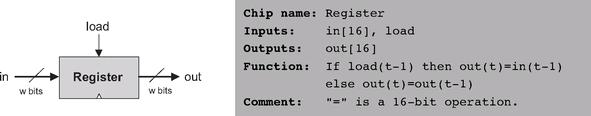 load
in
Register
out
w bits
w bits
Chip name: Register
Inputs: in[16], load
Outputs: out[16]
Function: If load(t-1) then out(t)=in(t-1)
else out(t)=out(t-1)
Comment: "=" is a 16-bit operation.